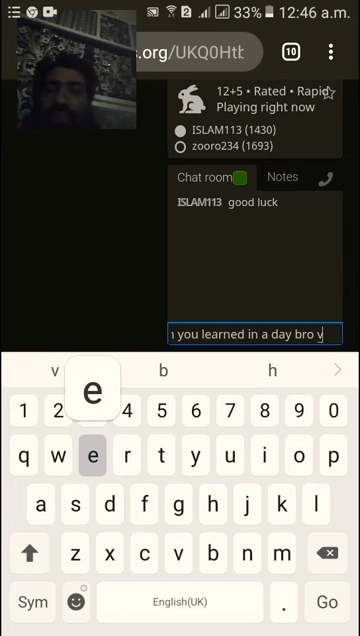 33% 12:46 a.m.
s.org/UKQ0Htb
10
12+5 • Rated • Rapid
Playing right now
ISLAM113 (1430)
zooro234 (1693)
Chat room
Notes
ISLAM113 good luck
you learned in a day bro y
v b h
e
1 2 4 5 6 7 8 9 0
q w e r t y u i o p
a s d f g h j k l
z x c v b n m
Sym English(UK) . Go